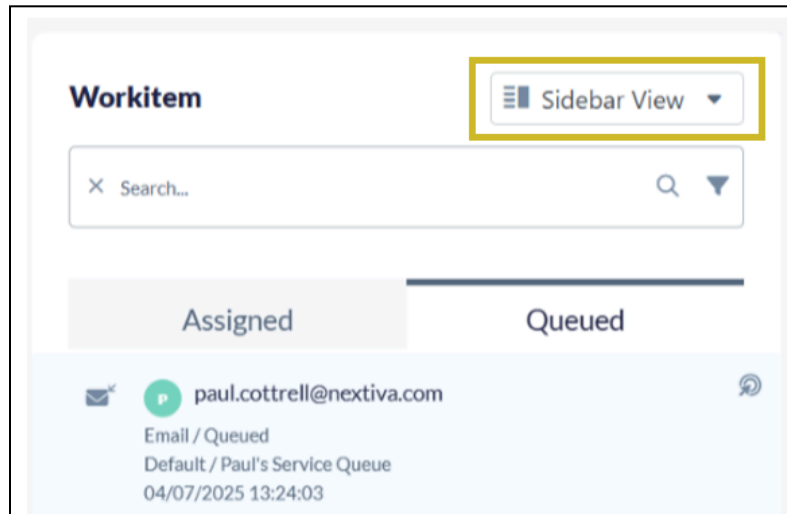 Workitem
Sidebar View
Search...
Assigned
Queued
P
paul.cottrell@nextiva.com
Email / Queued
Default / Paul's Service Queue
04/07/2025 13:24:03